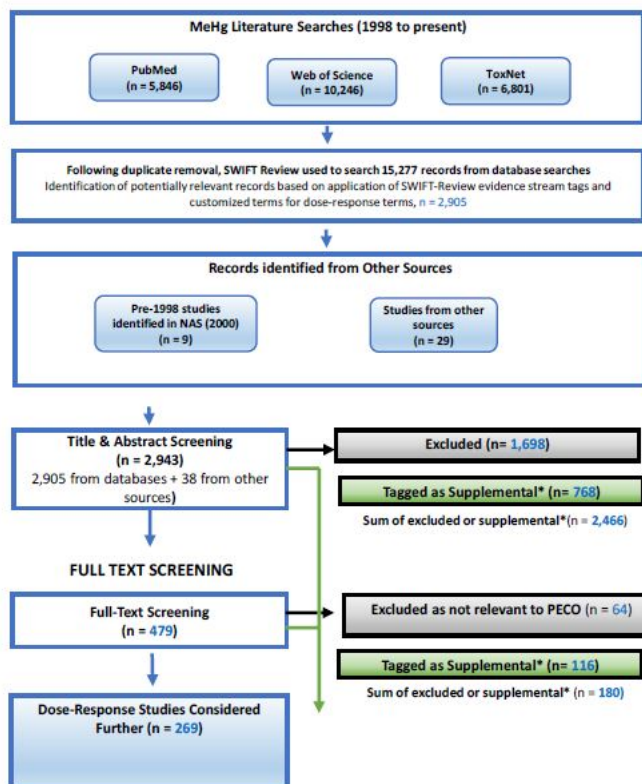 MeHg Literature Searches (1998 to present)
PubMed
(n = 5,846)
Web of Science
(n = 10,246)
ToxNet
(n = 6,801)
Following duplicate removal, SWIFT Review used to search 15,277 records from database searches
Identification of potentially relevant records based on application of SWIFT-Review evidence stream tags and
customized terms for dose-response terms, n = 2,905
Records identified from Other Sources
Pre-1998 studies
identified in NAS (2000)
(n = 9)
Studies from other
sources
(n = 29)
Title & Abstract Screening
(n = 2,943)
2,905 from databases + 38 from other
sources)
Excluded (n= 1,698)
Tagged as Supplemental* (n= 768)
Sum of excluded or supplemental*(n = 2,466)
FULL TEXT SCREENING
Full-Text Screening
(n = 479)
Excluded as not relevant to PECO (n = 64)
Tagged as Supplemental* (n= 116)
Sum of excluded or supplemental* (n = 180)
Dose-Response Studies Considered
Further (n = 269)